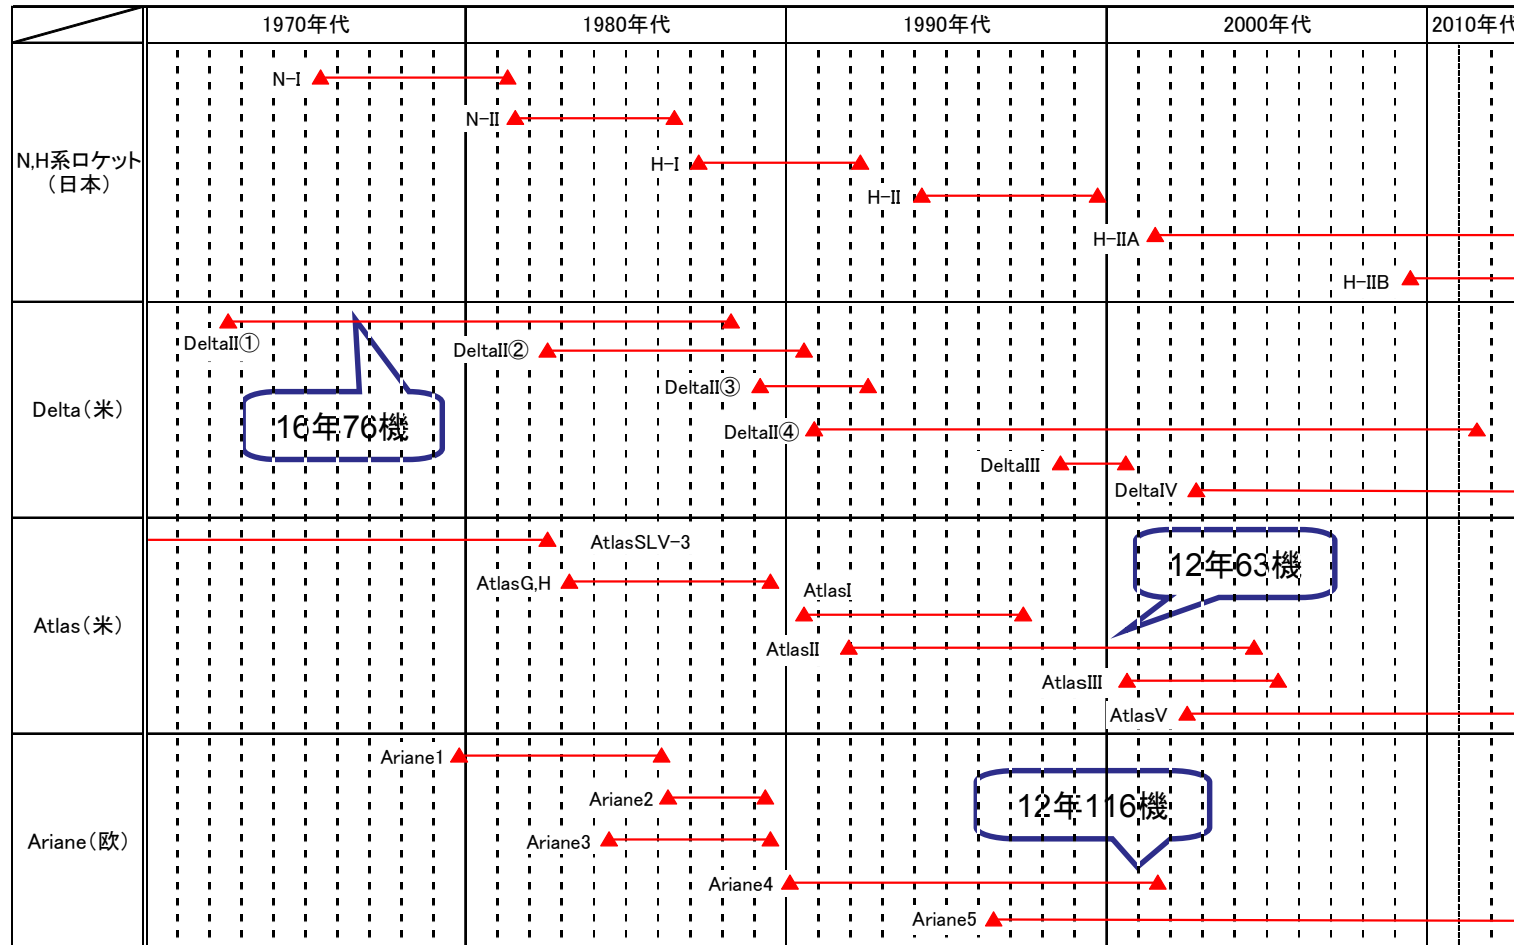 1970年代 1980年代 1990年代 2000年代 2010年代
N,H系ロケット
（日本）
N-I
N-II
H-I
H-II
H-IIA
H-IIB
Delta（米）
DeltaII①
DeltaII②
DeltaII③
DeltaII④
DeltaIII
DeltaIV
16年76機
Atlas（米）
AtlasSLV-3
AtlasG,H
AtlasI
AtlasII
AtlasIII
AtlasV
12年63機
Ariane（欧）
Ariane1
Ariane2
Ariane3
Ariane4
Ariane5
12年116機